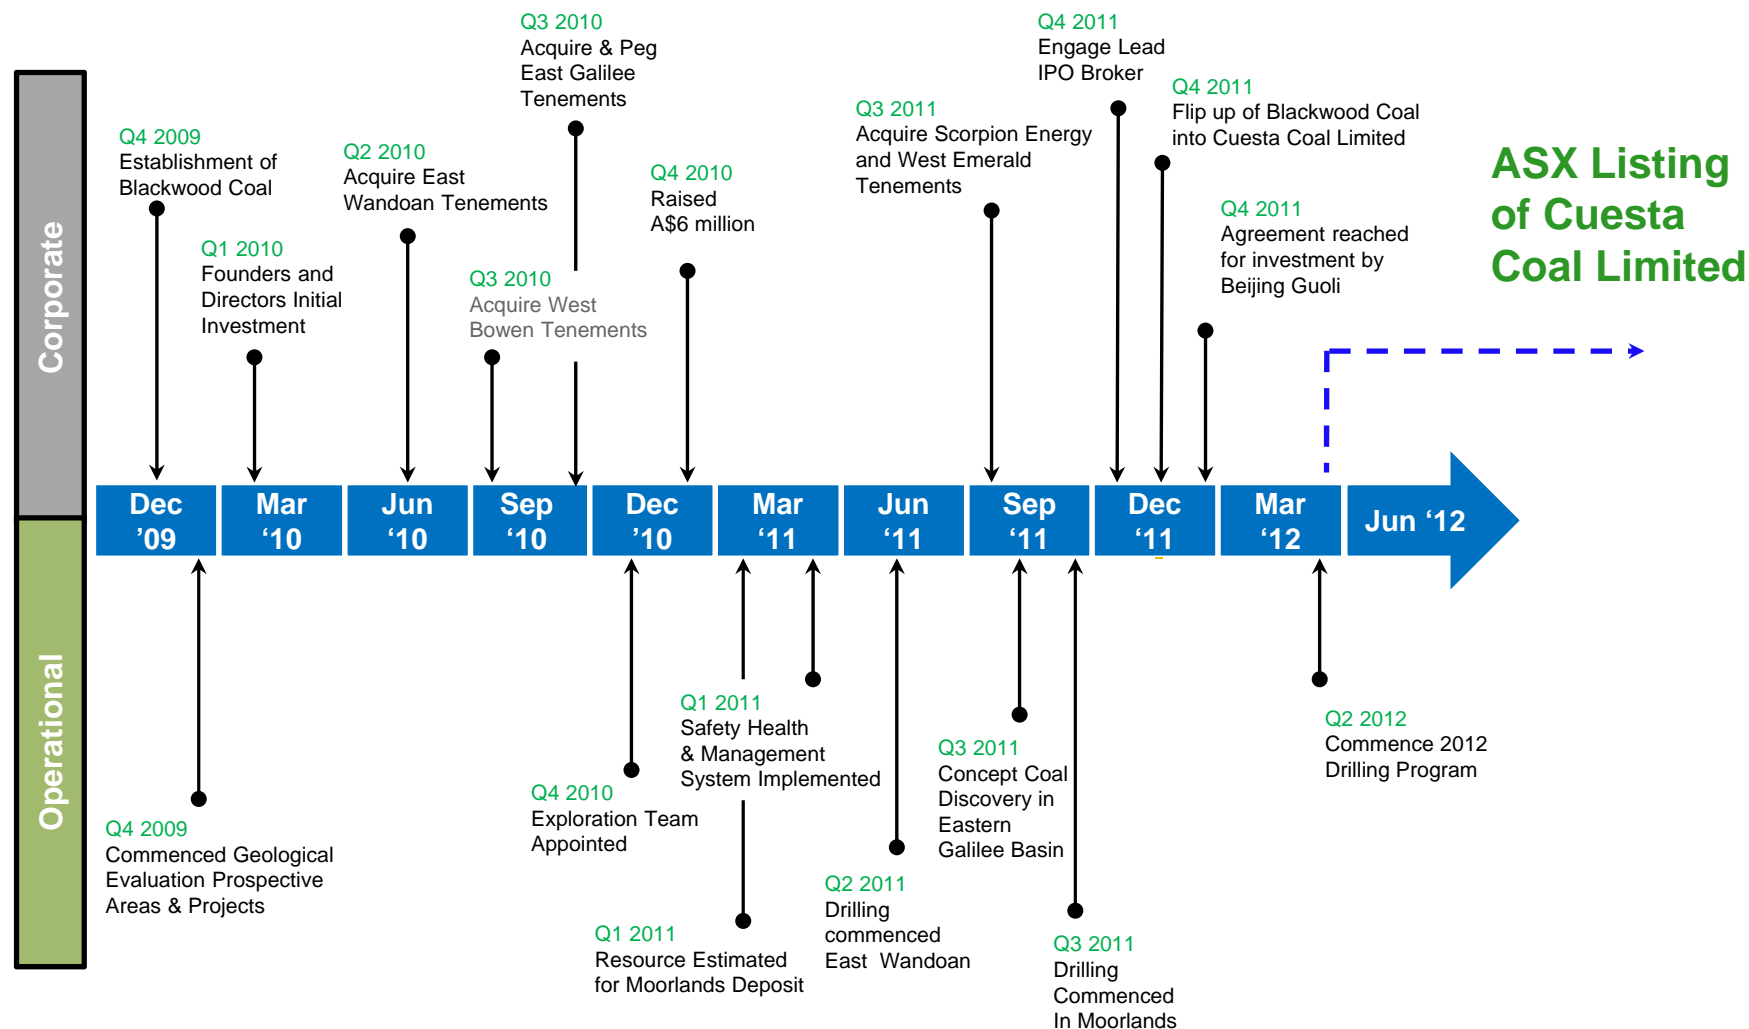 Corporate
Operational
Q4 2009
Establishment of
Blackwood Coal
Q1 2010
Founders and
Directors Initial
Investment
Q2 2010
Acquire East
Wandoan Tenements
Q3 2010
Acquire West
Bowen Tenements
Q3 2010
Acquire & Peg
East Galilee
Tenements
Q4 2010
Raised
A$6 million
Q3 2011
Acquire Scorpion Energy
and West Emerald
Tenements
Q4 2011
Engage Lead
IPO Broker
Q4 2011
Flip up of Blackwood Coal
into Cuesta Coal Limited
Q4 2011
Agreement reached
for investment by
Beijing Guoli
ASX Listing
of Cuesta
Coal Limited
Dec
’09
Mar
‘10
Jun
‘10
Sep
‘10
Dec
’10
Mar
‘11
Jun
‘11
Sep
‘11
Dec
‘11
Mar
‘12
Jun ‘12
Q4 2009
Commenced Geological
Evaluation Prospective
Areas & Projects
Q4 2010
Exploration Team
Appointed
Q1 2011
Resource Estimated
for Moorlands Deposit
Q1 2011
Safety Health
& Management
System Implemented
Q2 2011
Drilling
commenced
East Wandoan
Q3 2011
Concept Coal
Discovery in
Eastern
Galilee Basin
Q3 2011
Drilling
Commenced
In Moorlands
Q2 2012
Commence 2012
Drilling Program